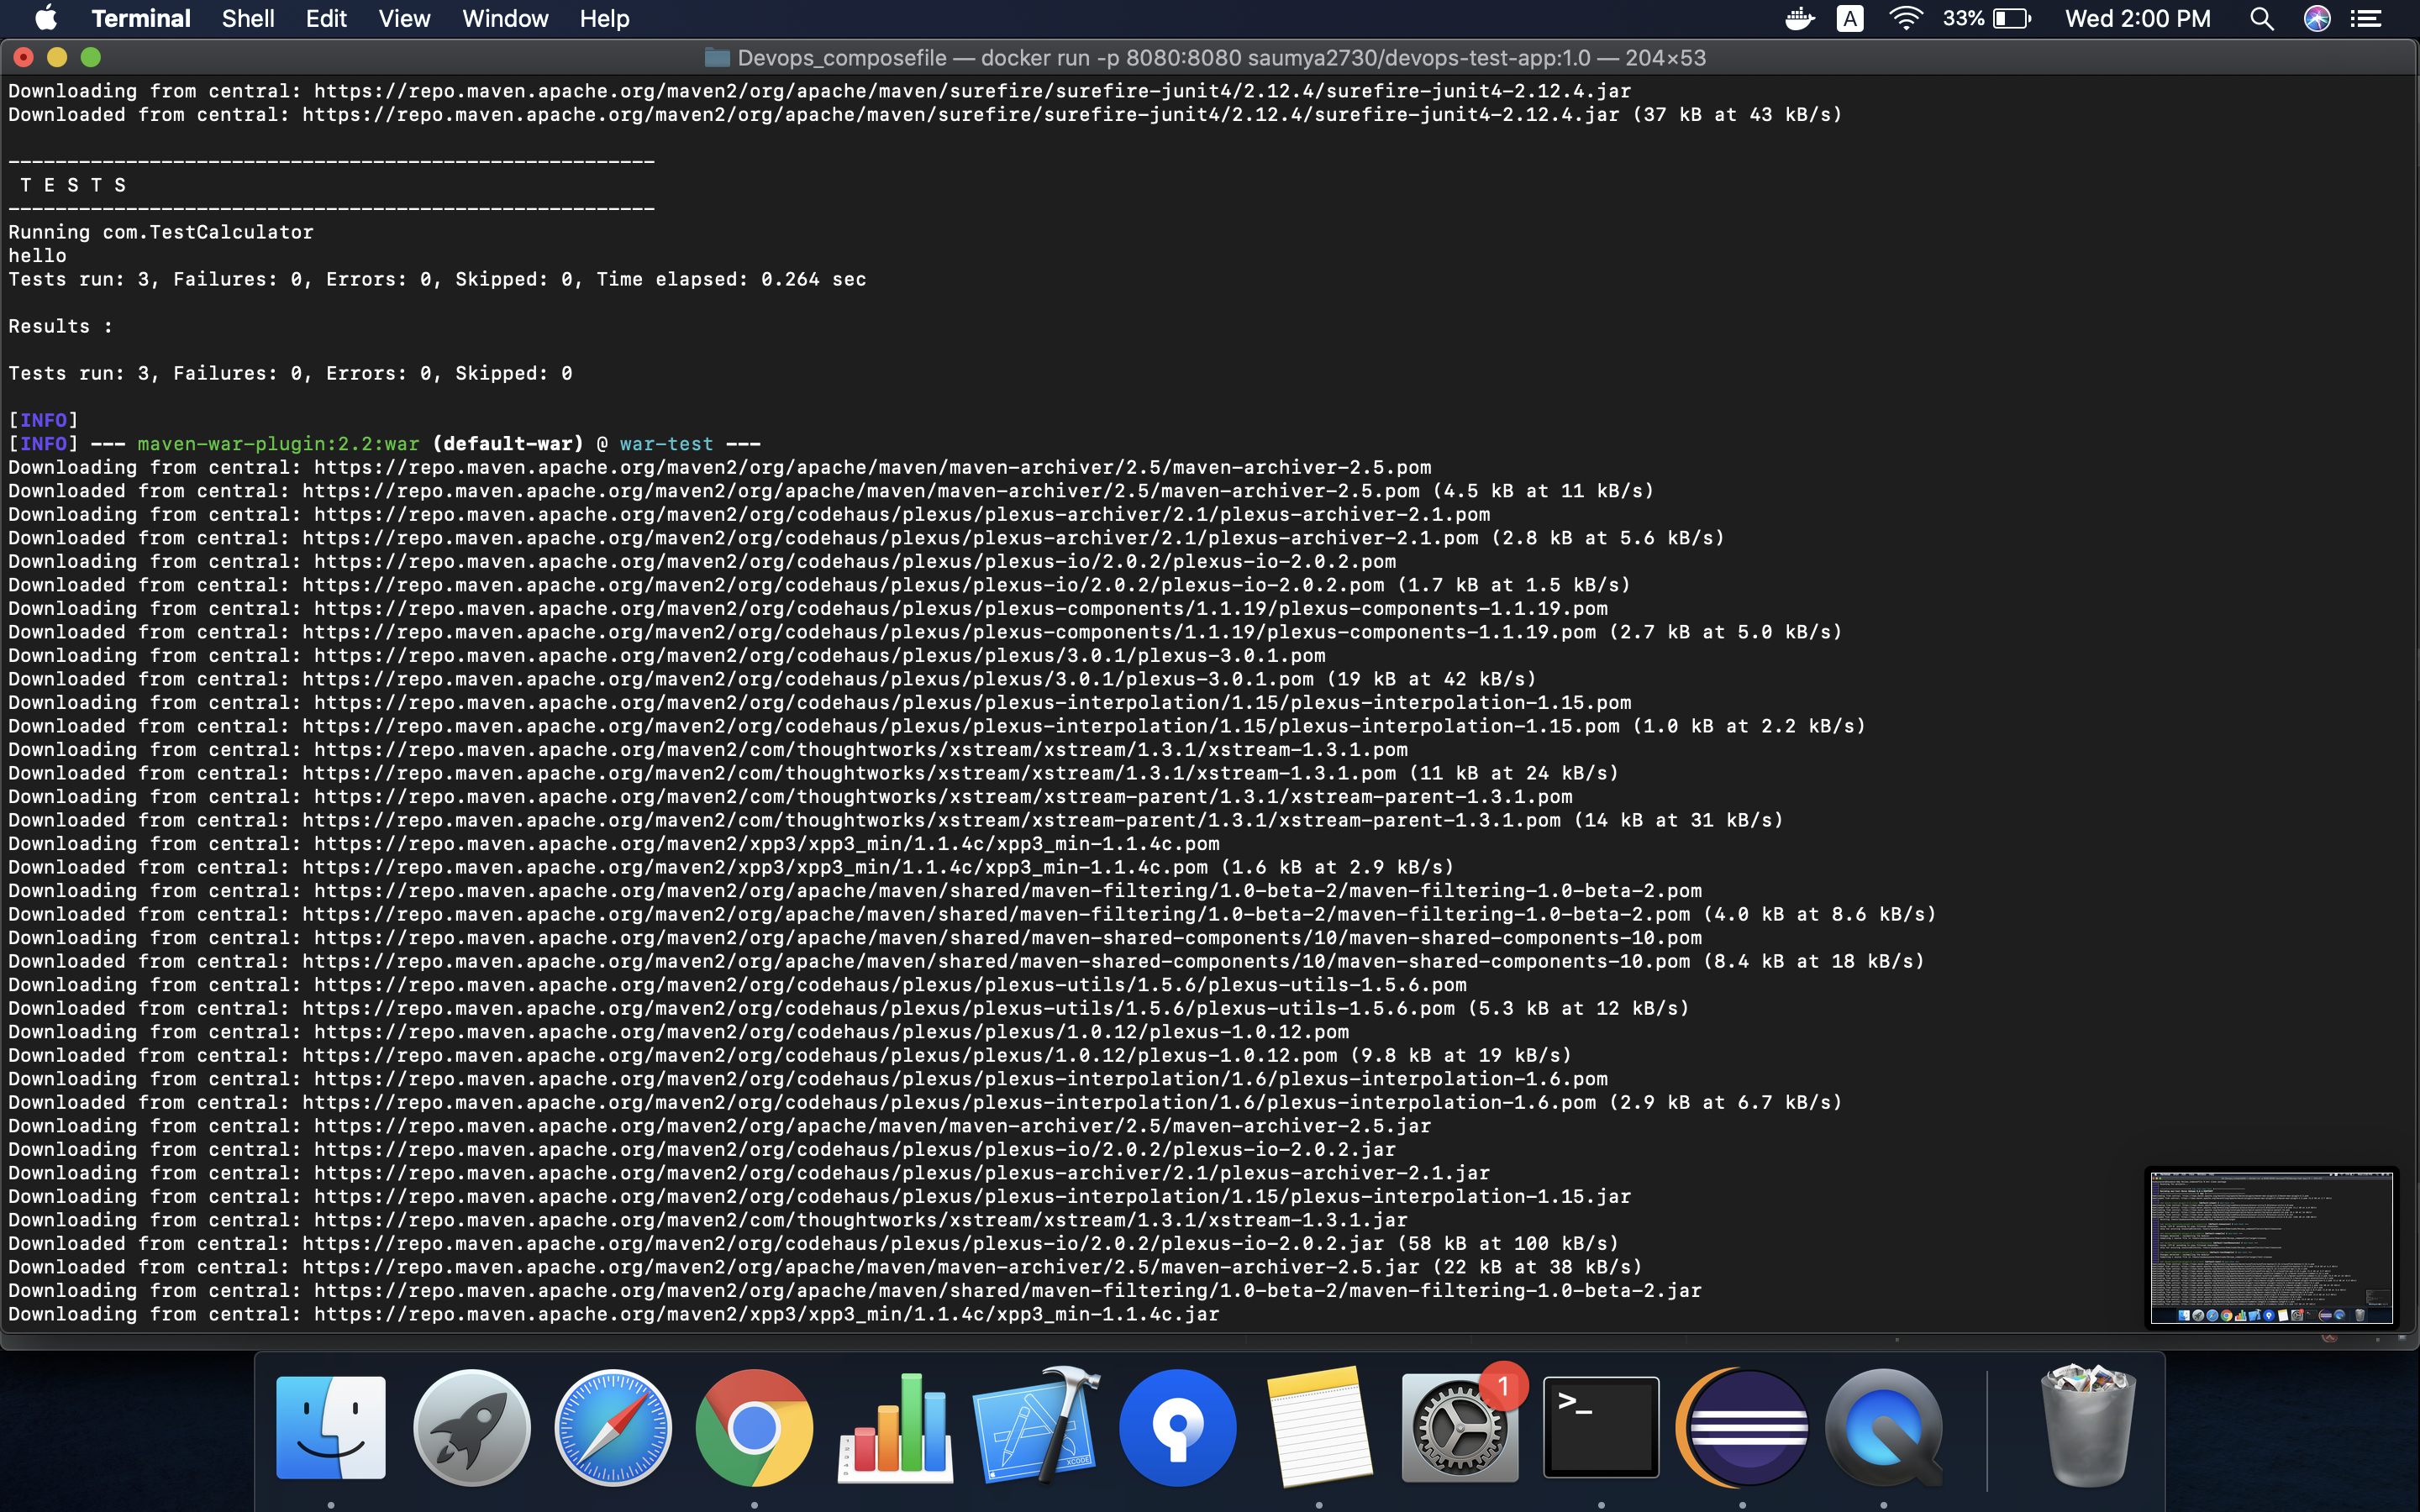 Terminal Shell Edit View Window Help A 33% Wed 2:00 PM
Devops_composefile — docker run -p 8080:8080 saumya2730/devops-test-app:1.0 — 204×53
Downloading from central: https://repo.maven.apache.org/maven2/org/apache/maven/surefire/surefire-junit4/2.12.4/surefire-junit4-2.12.4.jar
Downloaded from central: https://repo.maven.apache.org/maven2/org/apache/maven/surefire/surefire-junit4/2.12.4/surefire-junit4-2.12.4.jar (37 kB at 43 kB/s)
-------------------------------------------------------
T E S T S
-------------------------------------------------------
Running com.TestCalculator
hello
Tests run: 3, Failures: 0, Errors: 0, Skipped: 0, Time elapsed: 0.264 sec
Results :
Tests run: 3, Failures: 0, Errors: 0, Skipped: 0
[INFO]
[INFO] --- maven-war-plugin:2.2:war (default-war) @ war-test ---
Downloading from central: https://repo.maven.apache.org/maven2/org/apache/maven/maven-archiver/2.5/maven-archiver-2.5.pom
Downloaded from central: https://repo.maven.apache.org/maven2/org/apache/maven/maven-archiver/2.5/maven-archiver-2.5.pom (4.5 kB at 11 kB/s)
Downloading from central: https://repo.maven.apache.org/maven2/org/codehaus/plexus/plexus-archiver/2.1/plexus-archiver-2.1.pom
Downloaded from central: https://repo.maven.apache.org/maven2/org/codehaus/plexus/plexus-archiver/2.1/plexus-archiver-2.1.pom (2.8 kB at 5.6 kB/s)
Downloading from central: https://repo.maven.apache.org/maven2/org/codehaus/plexus/plexus-io/2.0.2/plexus-io-2.0.2.pom
Downloaded from central: https://repo.maven.apache.org/maven2/org/codehaus/plexus/plexus-io/2.0.2/plexus-io-2.0.2.pom (1.7 kB at 1.5 kB/s)
Downloading from central: https://repo.maven.apache.org/maven2/org/codehaus/plexus/plexus-components/1.1.19/plexus-components-1.1.19.pom
Downloaded from central: https://repo.maven.apache.org/maven2/org/codehaus/plexus/plexus-components/1.1.19/plexus-components-1.1.19.pom (2.7 kB at 5.0 kB/s)
Downloading from central: https://repo.maven.apache.org/maven2/org/codehaus/plexus/plexus/3.0.1/plexus-3.0.1.pom
Downloaded from central: https://repo.maven.apache.org/maven2/org/codehaus/plexus/plexus/3.0.1/plexus-3.0.1.pom (19 kB at 42 kB/s)
Downloading from central: https://repo.maven.apache.org/maven2/org/codehaus/plexus/plexus-interpolation/1.15/plexus-interpolation-1.15.pom
Downloaded from central: https://repo.maven.apache.org/maven2/org/codehaus/plexus/plexus-interpolation/1.15/plexus-interpolation-1.15.pom (1.0 kB at 2.2 kB/s)
Downloading from central: https://repo.maven.apache.org/maven2/com/thoughtworks/xstream/xstream/1.3.1/xstream-1.3.1.pom
Downloaded from central: https://repo.maven.apache.org/maven2/com/thoughtworks/xstream/xstream/1.3.1/xstream-1.3.1.pom (11 kB at 24 kB/s)
Downloading from central: https://repo.maven.apache.org/maven2/com/thoughtworks/xstream/xstream-parent/1.3.1/xstream-parent-1.3.1.pom
Downloaded from central: https://repo.maven.apache.org/maven2/com/thoughtworks/xstream/xstream-parent/1.3.1/xstream-parent-1.3.1.pom (14 kB at 31 kB/s)
Downloading from central: https://repo.maven.apache.org/maven2/xpp3/xpp3_min/1.1.4c/xpp3_min-1.1.4c.pom
Downloaded from central: https://repo.maven.apache.org/maven2/xpp3/xpp3_min/1.1.4c/xpp3_min-1.1.4c.pom (1.6 kB at 2.9 kB/s)
Downloading from central: https://repo.maven.apache.org/maven2/org/apache/maven/shared/maven-filtering/1.0-beta-2/maven-filtering-1.0-beta-2.pom
Downloaded from central: https://repo.maven.apache.org/maven2/org/apache/maven/shared/maven-filtering/1.0-beta-2/maven-filtering-1.0-beta-2.pom (4.0 kB at 8.6 kB/s)
Downloading from central: https://repo.maven.apache.org/maven2/org/apache/maven/shared/maven-shared-components/10/maven-shared-components-10.pom
Downloaded from central: https://repo.maven.apache.org/maven2/org/apache/maven/shared/maven-shared-components/10/maven-shared-components-10.pom (8.4 kB at 18 kB/s)
Downloading from central: https://repo.maven.apache.org/maven2/org/codehaus/plexus/plexus-utils/1.5.6/plexus-utils-1.5.6.pom
Downloaded from central: https://repo.maven.apache.org/maven2/org/codehaus/plexus/plexus-utils/1.5.6/plexus-utils-1.5.6.pom (5.3 kB at 12 kB/s)
Downloading from central: https://repo.maven.apache.org/maven2/org/codehaus/plexus/plexus/1.0.12/plexus-1.0.12.pom
Downloaded from central: https://repo.maven.apache.org/maven2/org/codehaus/plexus/plexus/1.0.12/plexus-1.0.12.pom (9.8 kB at 19 kB/s)
Downloading from central: https://repo.maven.apache.org/maven2/org/codehaus/plexus/plexus-interpolation/1.6/plexus-interpolation-1.6.pom
Downloaded from central: https://repo.maven.apache.org/maven2/org/codehaus/plexus/plexus-interpolation/1.6/plexus-interpolation-1.6.pom (2.9 kB at 6.7 kB/s)
Downloading from central: https://repo.maven.apache.org/maven2/org/apache/maven/maven-archiver/2.5/maven-archiver-2.5.jar
Downloading from central: https://repo.maven.apache.org/maven2/org/codehaus/plexus/plexus-io/2.0.2/plexus-io-2.0.2.jar
Downloading from central: https://repo.maven.apache.org/maven2/org/codehaus/plexus/plexus-archiver/2.1/plexus-archiver-2.1.jar
Downloading from central: https://repo.maven.apache.org/maven2/org/codehaus/plexus/plexus-interpolation/1.15/plexus-interpolation-1.15.jar
Downloading from central: https://repo.maven.apache.org/maven2/com/thoughtworks/xstream/xstream/1.3.1/xstream-1.3.1.jar
Downloaded from central: https://repo.maven.apache.org/maven2/org/codehaus/plexus/plexus-io/2.0.2/plexus-io-2.0.2.jar (58 kB at 100 kB/s)
Downloaded from central: https://repo.maven.apache.org/maven2/org/apache/maven/maven-archiver/2.5/maven-archiver-2.5.jar (22 kB at 38 kB/s)
Downloading from central: https://repo.maven.apache.org/maven2/org/apache/maven/shared/maven-filtering/1.0-beta-2/maven-filtering-1.0-beta-2.jar
Downloading from central: https://repo.maven.apache.org/maven2/xpp3/xpp3_min/1.1.4c/xpp3_min-1.1.4c.jar
1
>_
XCODE